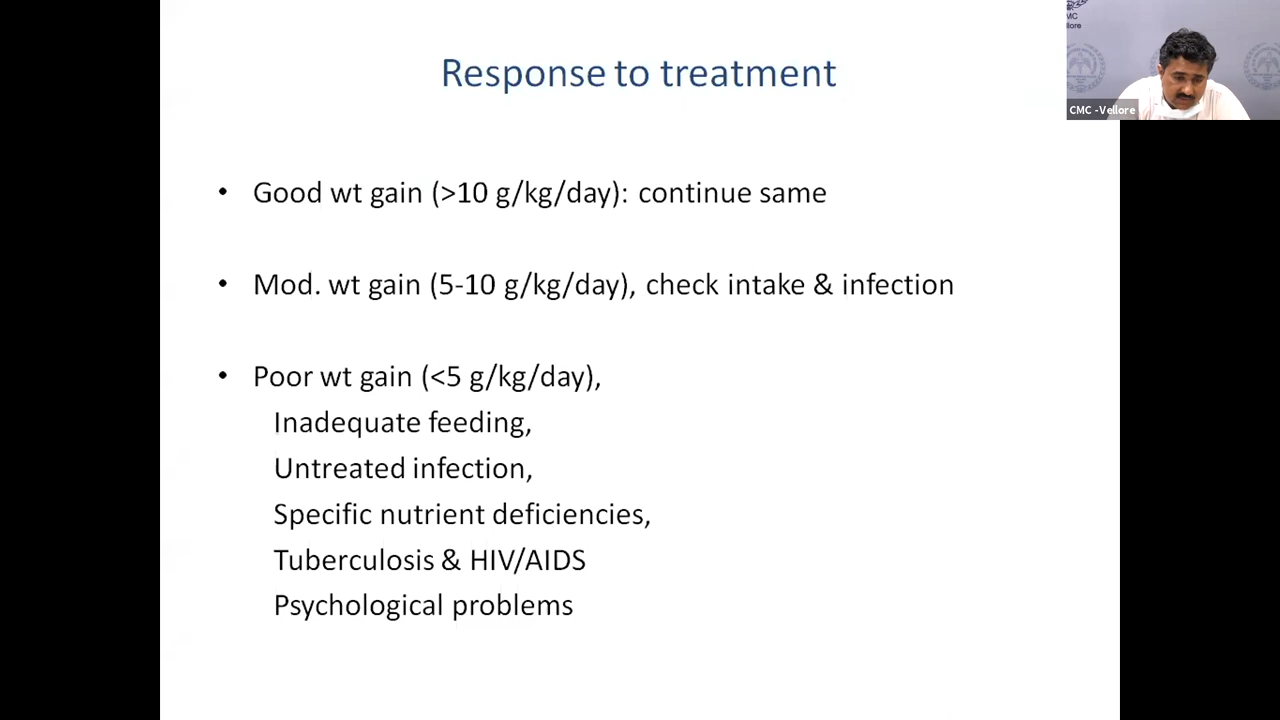 Response to treatment
MC
llore
CMC -Vellore
• Good wt gain (>10 g/kg/day): continue same
• Mod. wt gain (5-10 g/kg/day), check intake & infection
• Poor wt gain (<5 g/kg/day),
Inadequate feeding,
Untreated infection,
Specific nutrient deficiencies,
Tuberculosis & HIV/AIDS
Psychological problems